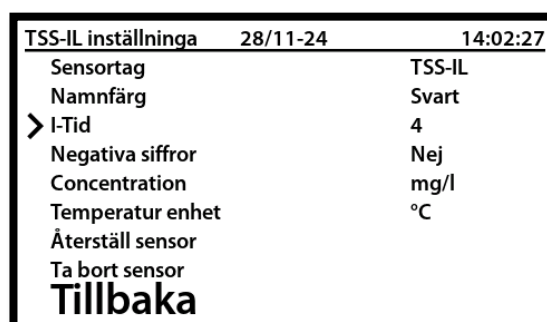 TSS-IL inställninga 28/11-24 14:02:27
Sensortag TSS-IL
Namnfärg Svart
I-Tid 4
Negativa siffror Nej
Concentration mg/l
Temperatur enhet °C
Återställ sensor
Ta bort sensor
Tillbaka